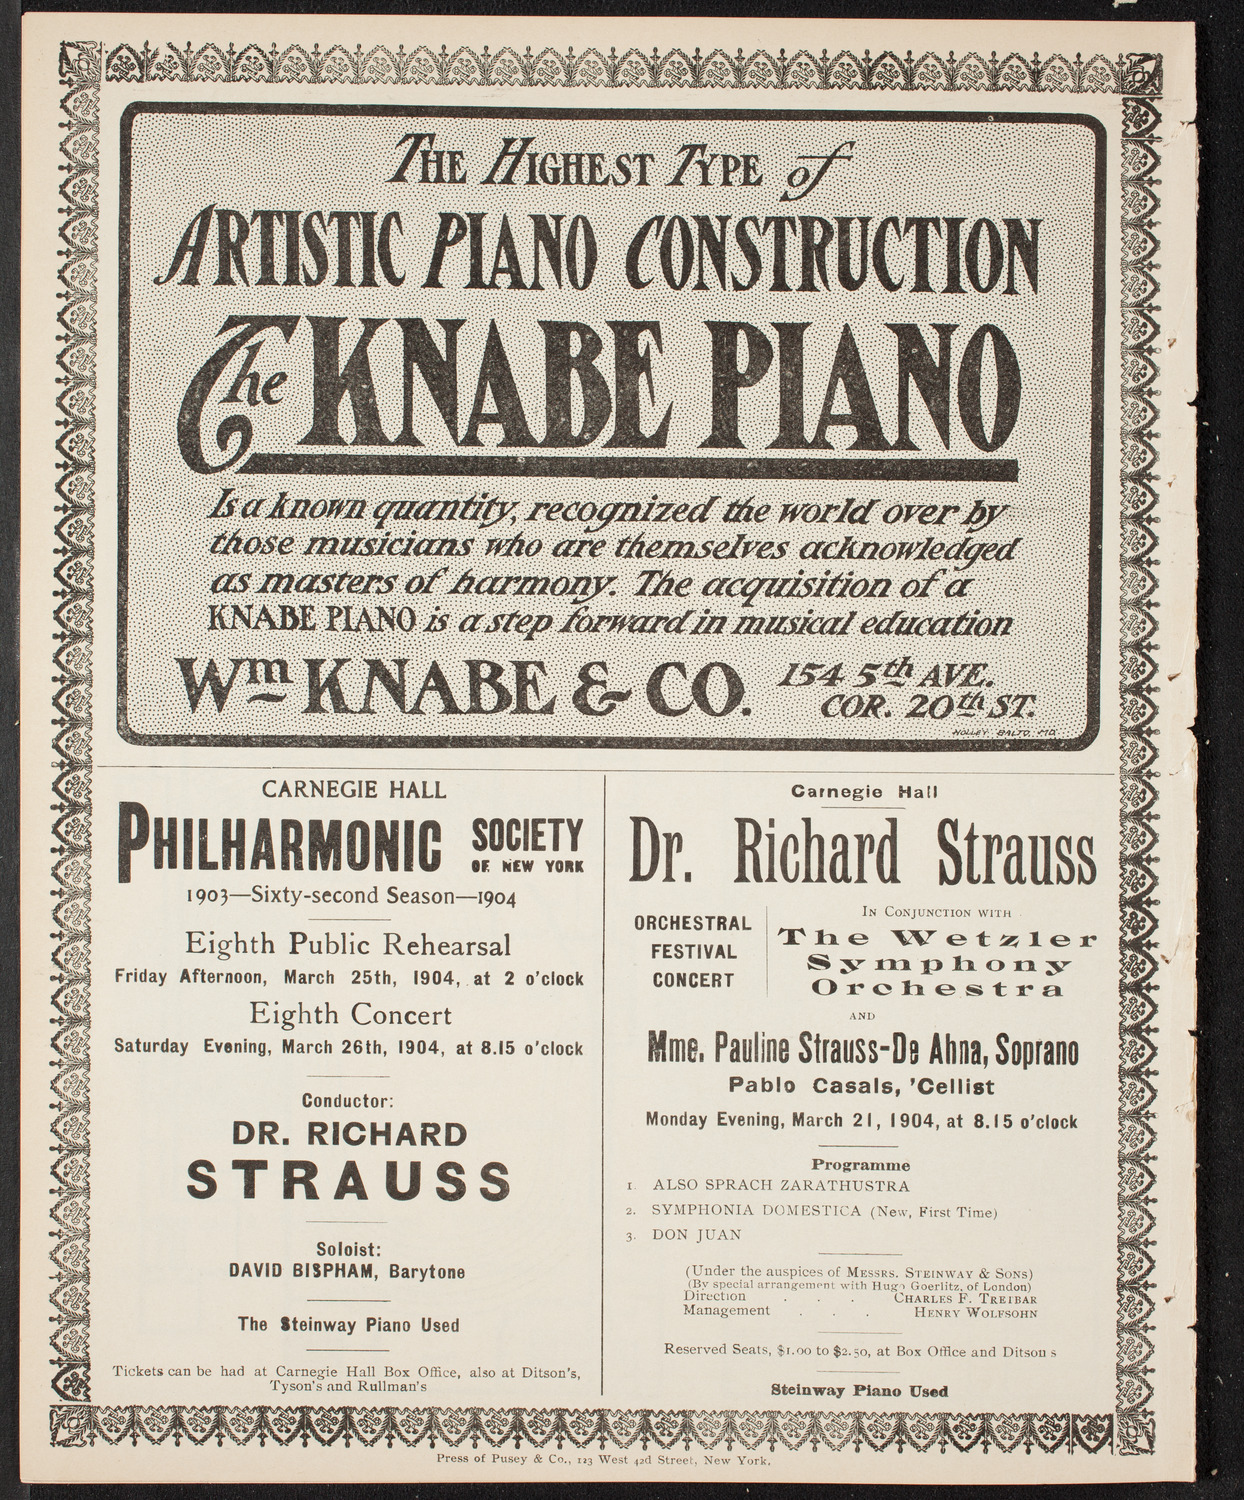 The Highest Type of
Artistic Piano Construction
The KNABE PIANO
Is a known quantity, recognized the world over by
those musicians who are themselves acknowledged
as masters of harmony. The acquisition of a
KNABE PIANO is a step forward in musical education
Wm KNABE & CO. 154 5th AVE.
COR. 20th ST.
HOLLEY BALTO. MD.
CARNEGIE HALL
PHILHARMONIC SOCIETY
OF NEW YORK
1903—Sixty-second Season—1904
Eighth Public Rehearsal
Friday Afternoon, March 25th, 1904, at 2 o'clock
Eighth Concert
Saturday Evening, March 26th, 1904, at 8.15 o'clock
Conductor:
DR. RICHARD
STRAUSS
Soloist:
DAVID BISPHAM, Barytone
The Steinway Piano Used
Tickets can be had at Carnegie Hall Box Office, also at Ditson's,
Tyson's and Rullman's
Carnegie Hall
Dr. Richard Strauss
ORCHESTRAL
FESTIVAL
CONCERT
In Conjunction with
The Wetzler
Symphony
Orchestra
AND
Mme. Pauline Strauss-De Ahna, Soprano
Pablo Casals, 'Cellist
Monday Evening, March 21, 1904, at 8.15 o'clock
Programme
1. ALSO SPRACH ZARATHUSTRA
2. SYMPHONIA DOMESTICA (New, First Time)
3. DON JUAN
(Under the auspices of Messrs. Steinway & Sons)
(By special arrangement with Hugo Goerlitz, of London)
Direction . . . Charles F. Treibar
Management . . Henry Wolfsohn
Reserved Seats, $1.00 to $2.50, at Box Office and Ditson s
Steinway Piano Used
Press of Pusey & Co., 123 West 42d Street, New York.